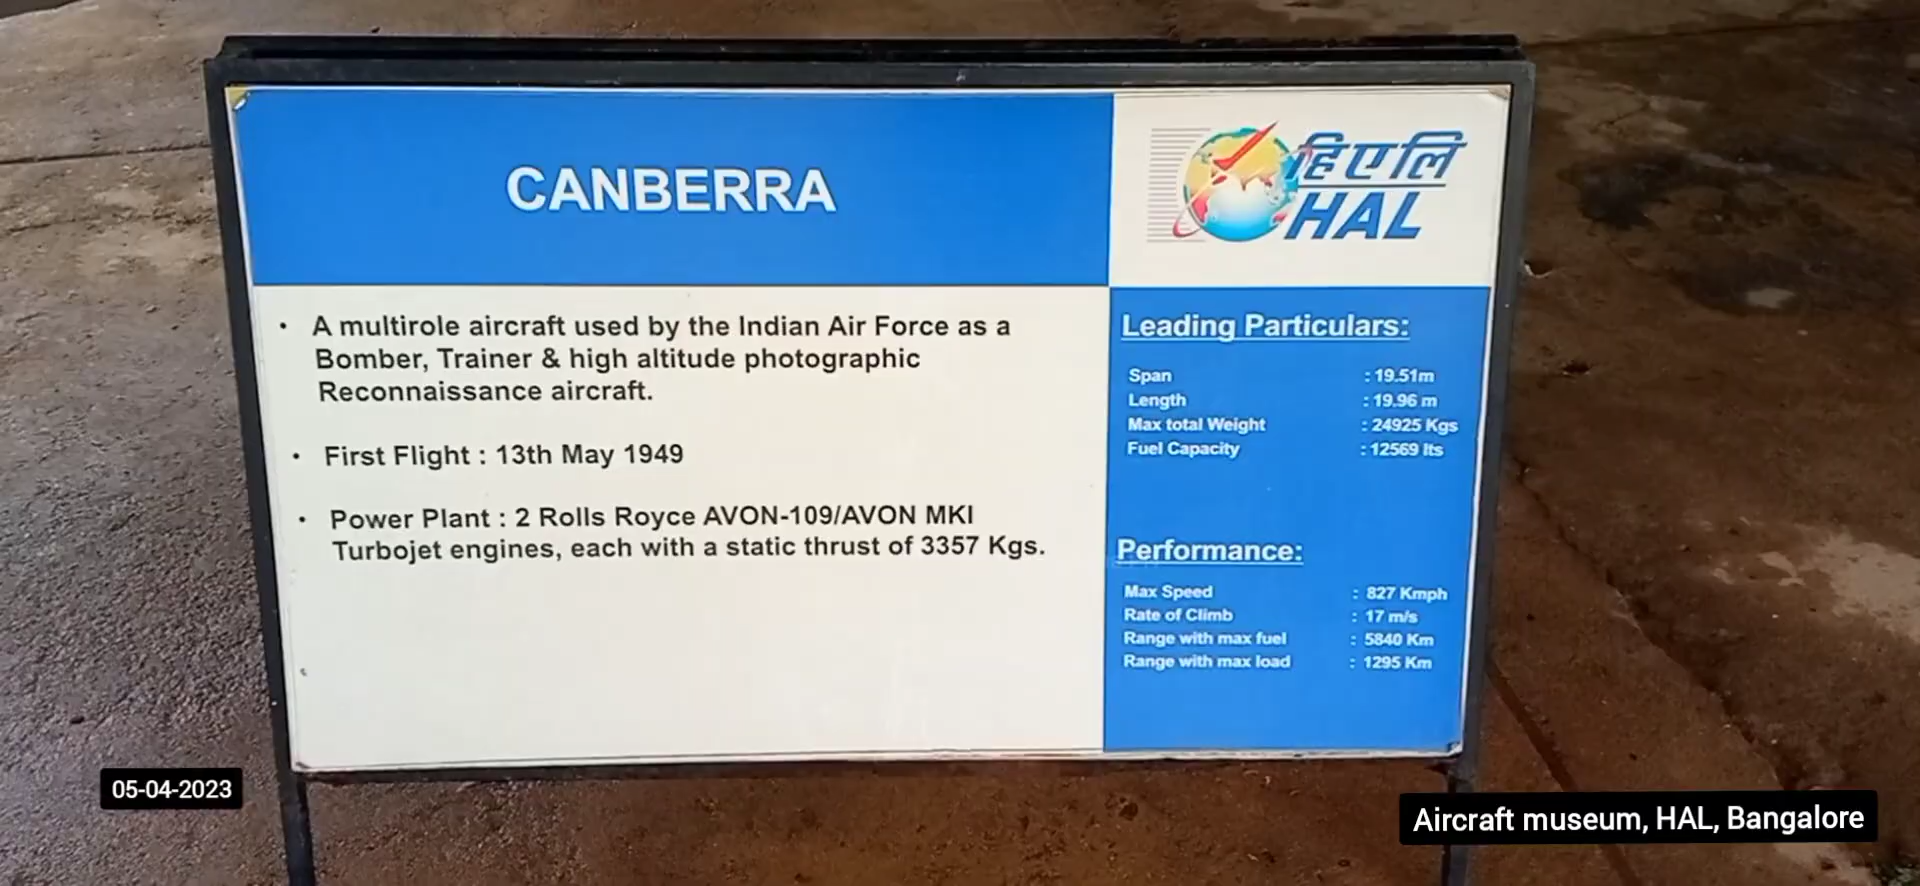 CANBERRA
हिएलि
HAL
• A multirole aircraft used by the Indian Air Force as a
Bomber, Trainer & high altitude photographic
Reconnaissance aircraft.
• First Flight : 13th May 1949
• Power Plant : 2 Rolls Royce AVON-109/AVON MKI
Turbojet engines, each with a static thrust of 3357 Kgs.
Leading Particulars:
Span : 19.51m
Length : 19.96 m
Max total Weight : 24925 Kgs
Fuel Capacity : 12569 lts
Performance:
Max Speed : 827 Kmph
Rate of Climb : 17 m/s
Range with max fuel : 5840 Km
Range with max load : 1295 Km
05-04-2023
Aircraft museum, HAL, Bangalore